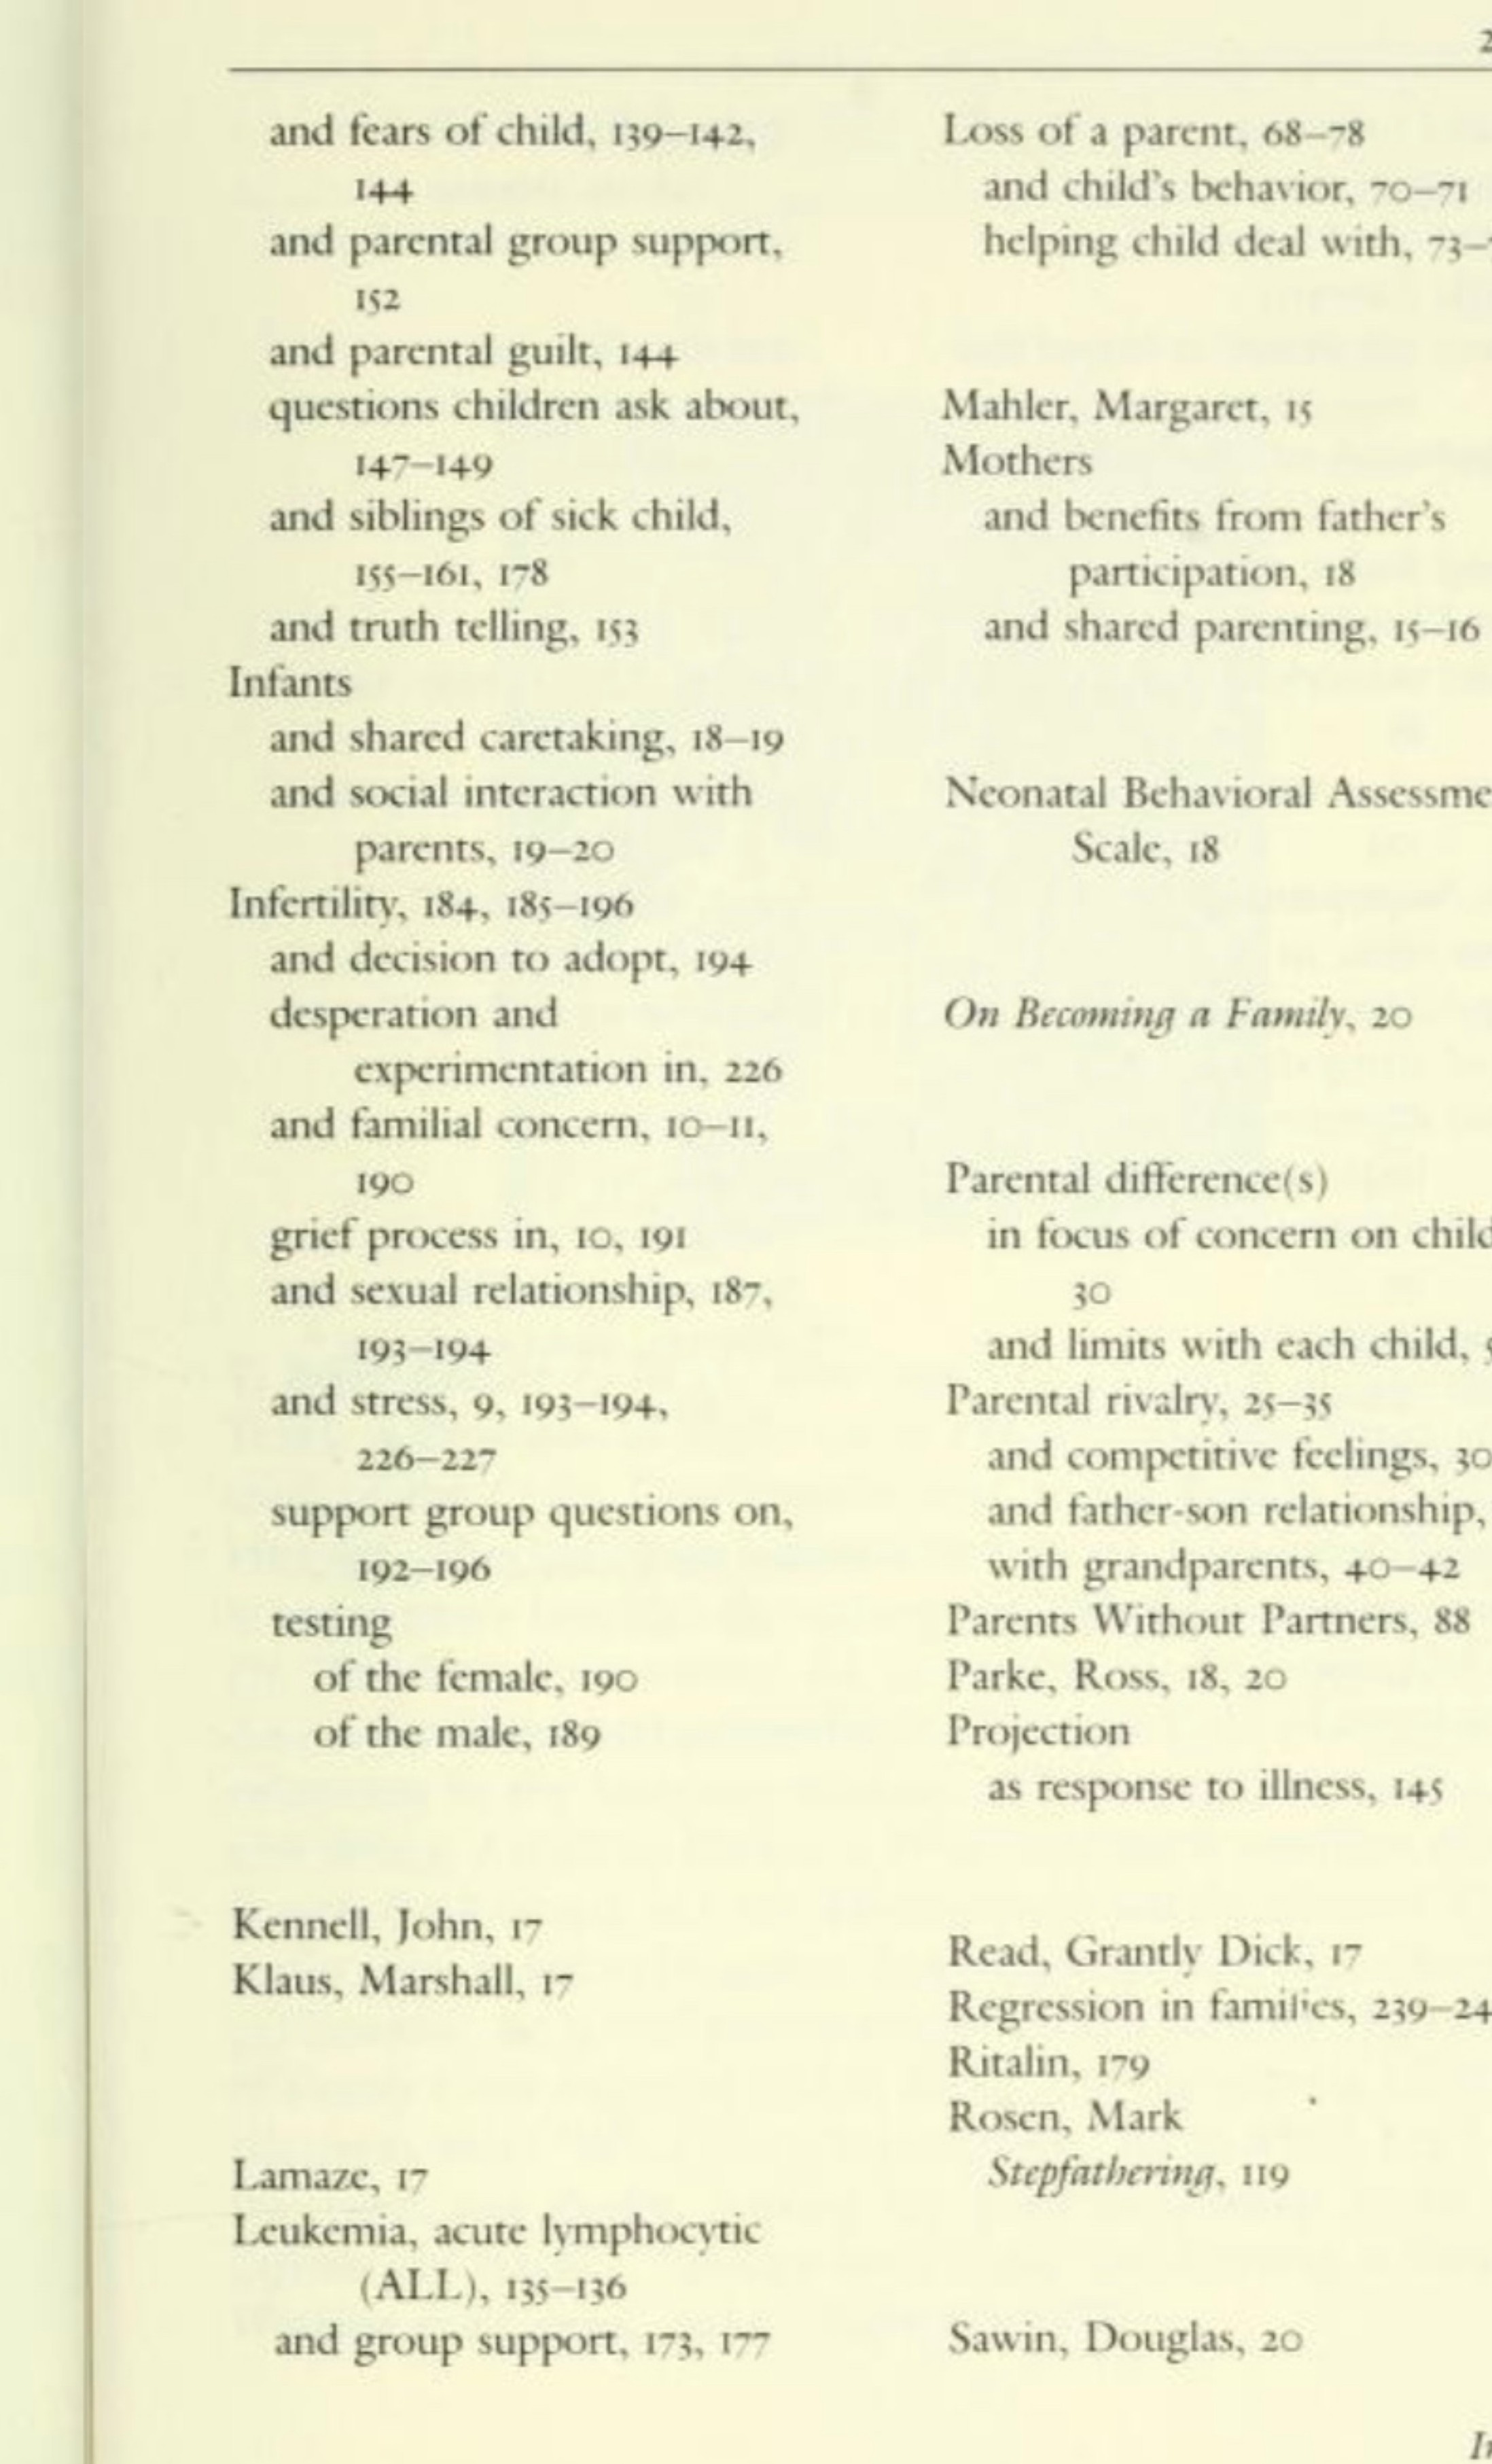 2
and fears of child, 139–142,
144
and parental group support,
152
and parental guilt, 144
questions children ask about,
147–149
and siblings of sick child,
155–161, 178
and truth telling, 153
Infants
and shared caretaking, 18–19
and social interaction with
parents, 19–20
Infertility, 184, 185–196
and decision to adopt, 194
desperation and
experimentation in, 226
and familial concern, 10–11,
190
grief process in, 10, 191
and sexual relationship, 187,
193–194
and stress, 9, 193–194,
226–227
support group questions on,
192–196
testing
of the female, 190
of the male, 189
Kennell, John, 17
Klaus, Marshall, 17
Lamaze, 17
Leukemia, acute lymphocytic
(ALL), 135–136
and group support, 173, 177
Loss of a parent, 68–78
and child's behavior, 70–71
helping child deal with, 73–
Mahler, Margaret, 15
Mothers
and benefits from father's
participation, 18
and shared parenting, 15–16
Neonatal Behavioral Assessme
Scale, 18
On Becoming a Family, 20
Parental difference(s)
in focus of concern on child
30
and limits with each child,
Parental rivalry, 25–35
and competitive feelings, 30
and father-son relationship,
with grandparents, 40–42
Parents Without Partners, 88
Parke, Ross, 18, 20
Projection
as response to illness, 145
Read, Grantly Dick, 17
Regression in families, 239–24
Ritalin, 179
Rosen, Mark
Stepfathering, 119
Sawin, Douglas, 20